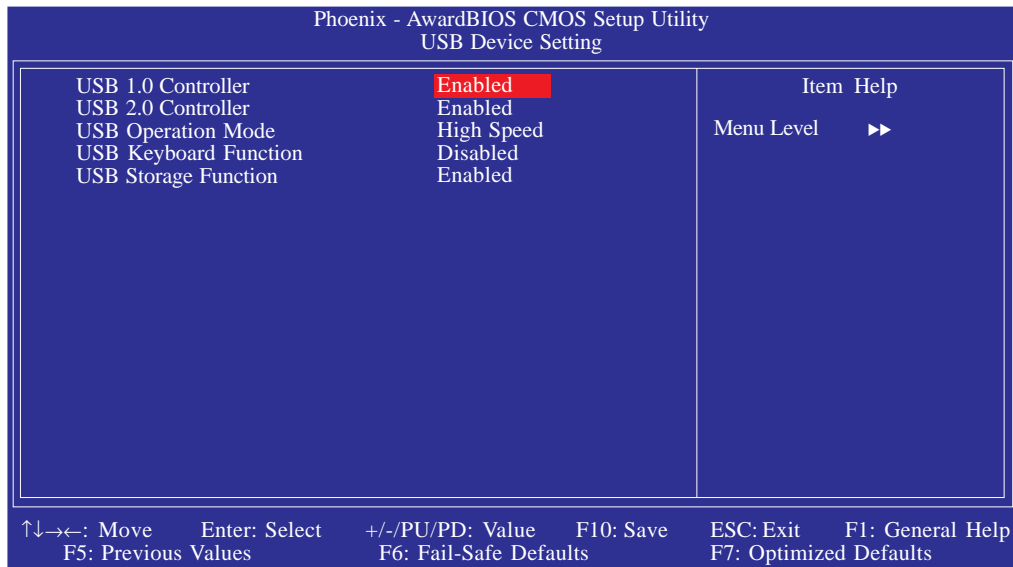 Phoenix - AwardBIOS CMOS Setup Utility
USB Device Setting
USB 1.0 Controller Enabled
USB 2.0 Controller Enabled
USB Operation Mode High Speed
USB Keyboard Function Disabled
USB Storage Function Enabled
Item Help
Menu Level ▶▶
↑↓→←: Move Enter: Select +/-/PU/PD: Value F10: Save ESC: Exit F1: General Help
F5: Previous Values F6: Fail-Safe Defaults F7: Optimized Defaults